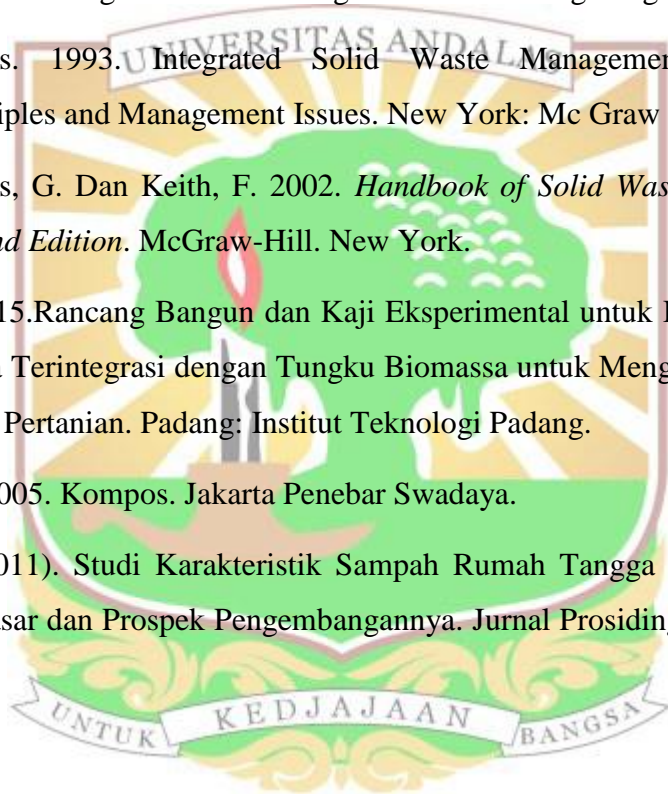 UNIVERSITAS ANDALAS
s. 1993. Integrated Solid Waste Managemen
iples and Management Issues. New York: Mc Graw
s, G. Dan Keith, F. 2002. Handbook of Solid Was
nd Edition. McGraw-Hill. New York.
15.Rancang Bangun dan Kaji Eksperimental untuk
Terintegrasi dengan Tungku Biomassa untuk Meng
Pertanian. Padang: Institut Teknologi Padang.
005. Kompos. Jakarta Penebar Swadaya.
011). Studi Karakteristik Sampah Rumah Tangga
sar dan Prospek Pengembangannya. Jurnal Prosiding
UNTUK KEDJAJAAN BANGSA